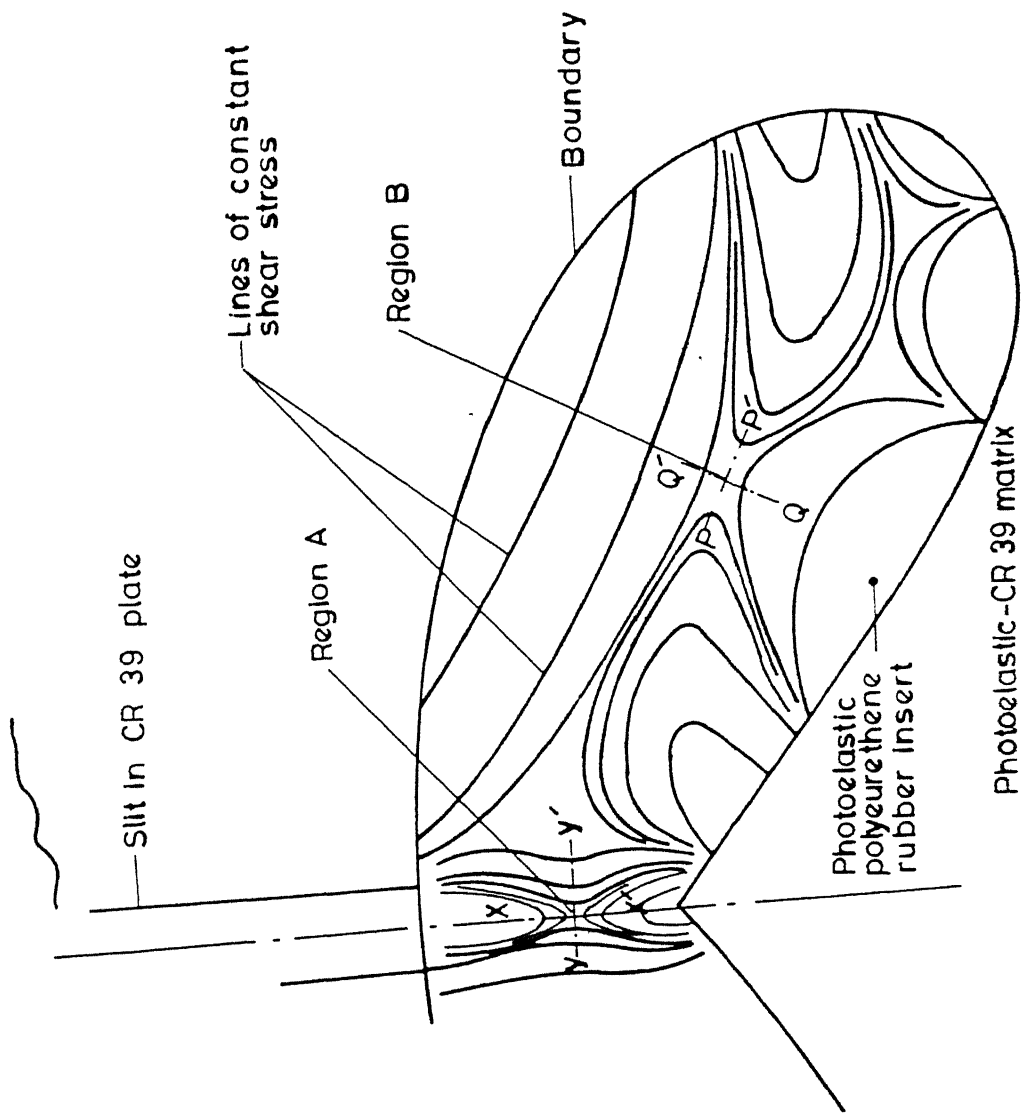 Slit in CR 39 plate
Lines of constant
shear stress
Region A
Region B
Boundary
X
X'
y
y'
P
P'
Q'
Q
Photoelastic
polyeurethene
rubber insert
Photoelastic-CR 39 matrix